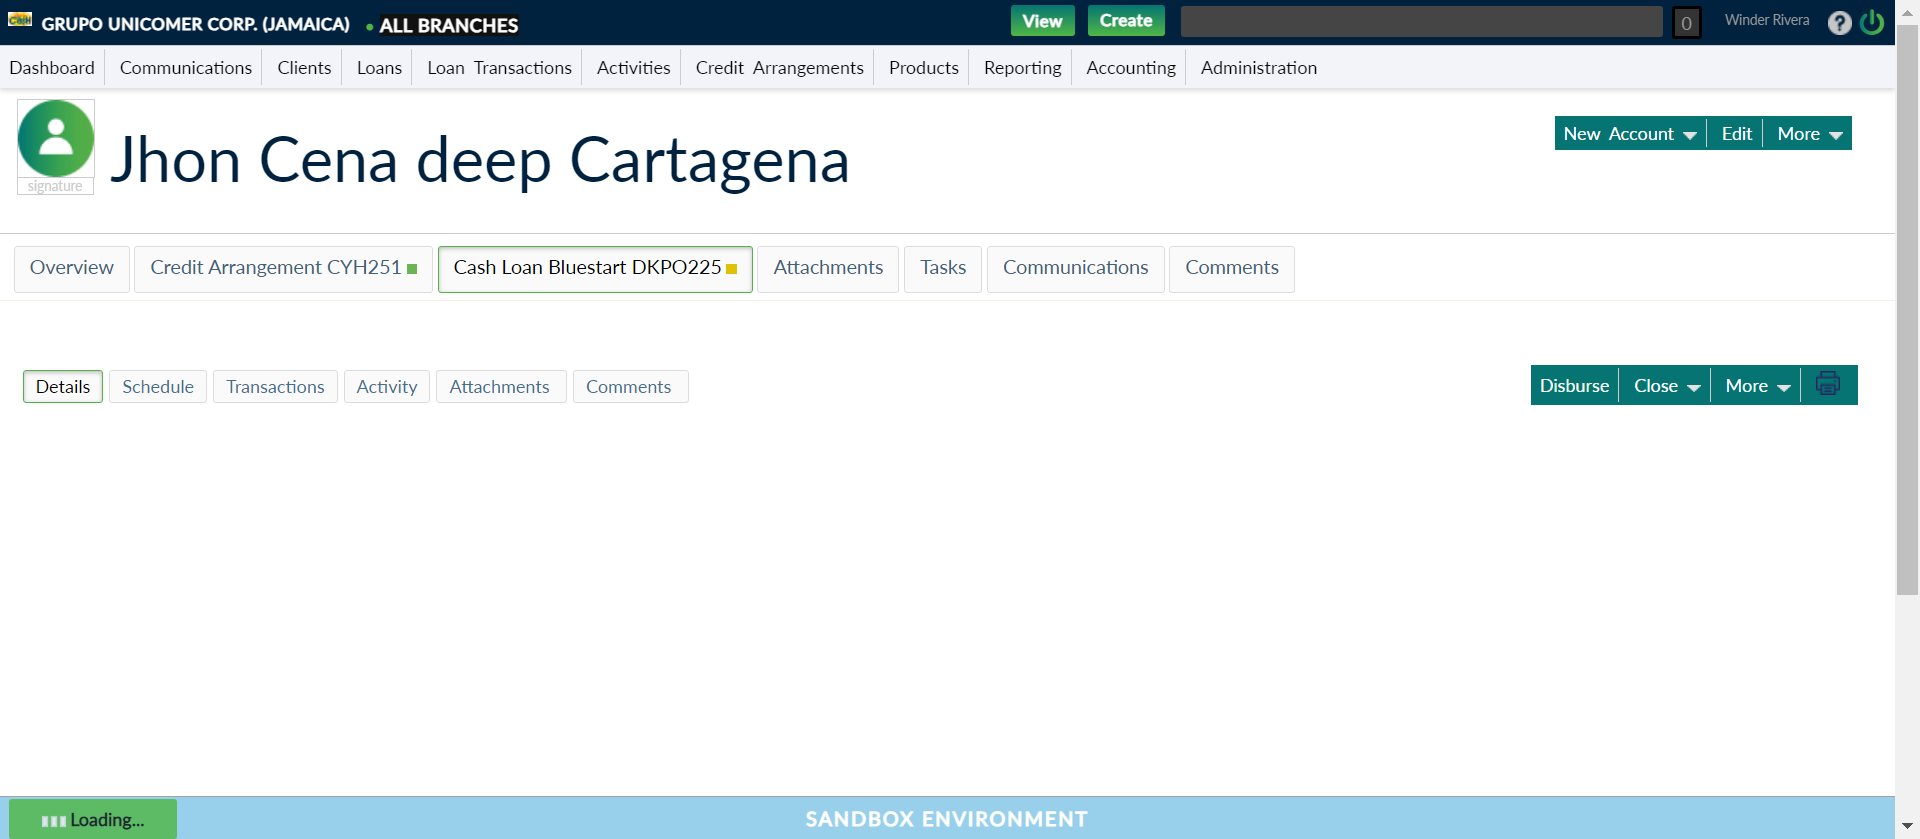 Cash GRUPO UNICOMER CORP. (JAMAICA) ALL BRANCHES View Create 0 Winder Rivera ?
Dashboard Communications Clients Loans Loan Transactions Activities Credit Arrangements Products Reporting Accounting Administration
Jhon Cena deep Cartagena New Account Edit More
signature
Overview Credit Arrangement CYH251 Cash Loan Bluestart DKPO225 Attachments Tasks Communications Comments
Details Schedule Transactions Activity Attachments Comments Disburse Close More
Loading... SANDBOX ENVIRONMENT